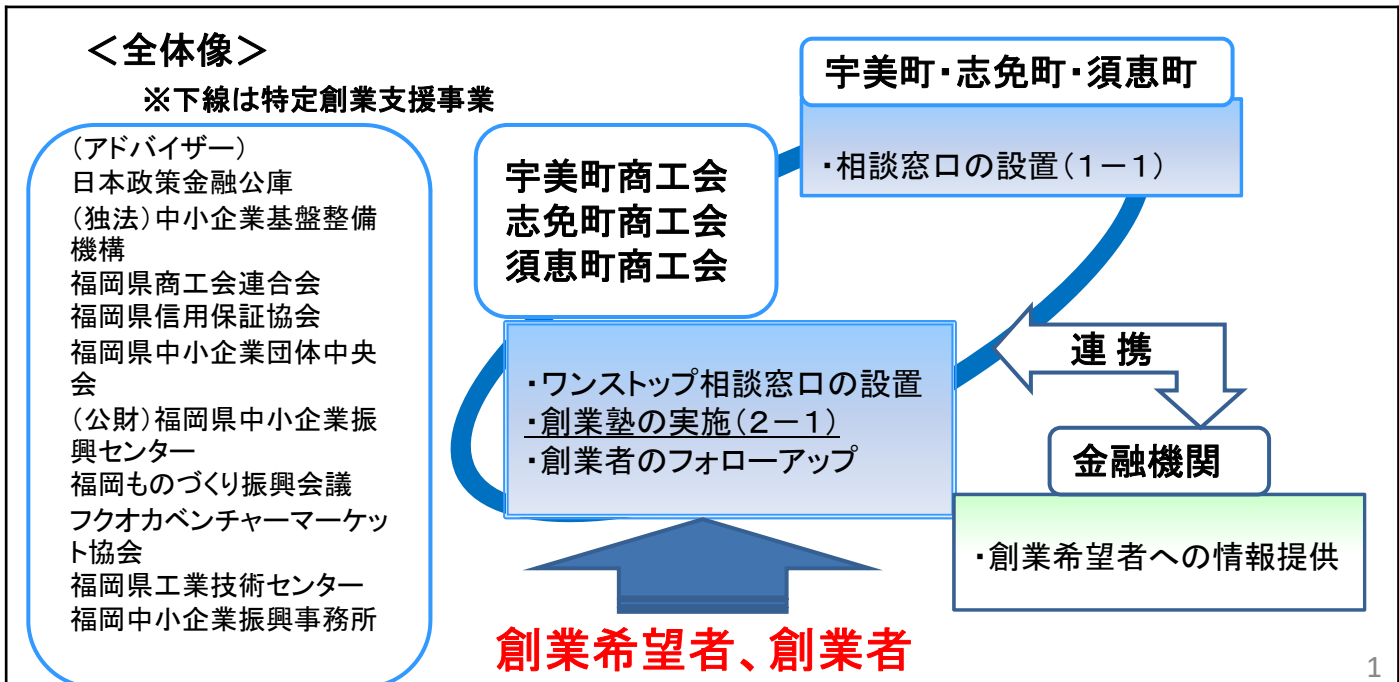 ＜全体像＞
※下線は特定創業支援事業
（アドバイザー）
日本政策金融公庫
（独法）中小企業基盤整備
機構
福岡県商工会連合会
福岡県信用保証協会
福岡県中小企業団体中央
会
（公財）福岡県中小企業振
興センター
福岡ものづくり振興会議
フクオカベンチャーマーケッ
ト協会
福岡県工業技術センター
福岡中小企業振興事務所
宇美町商工会
志免町商工会
須恵町商工会
宇美町・志免町・須恵町
・相談窓口の設置（１－１）
・ワンストップ相談窓口の設置
・創業塾の実施（２－１）
・創業者のフォローアップ
連 携
金融機関
・創業希望者への情報提供
創業希望者、創業者
1